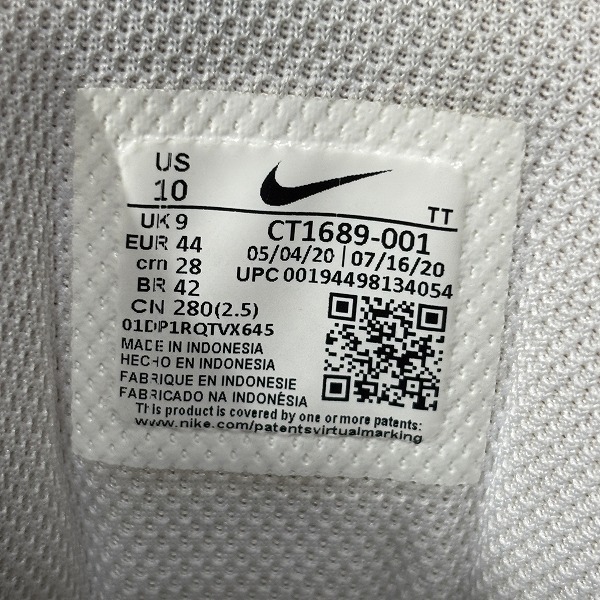 US
10
TT
UK 9
CT1689-001
EUR 44
05/04/20 | 07/16/20
cm 28
UPC 00194498134054
BR 42
CN 280(2.5)
01DP1RQTVX645
MADE IN INDONESIA
HECHO EN INDONESIA
FABRIQUE EN INDONESIE
FABRICADO NA INDONÉSIA
This product is covered by one or more patents:
www.nike.com/patentsvirtualmarking